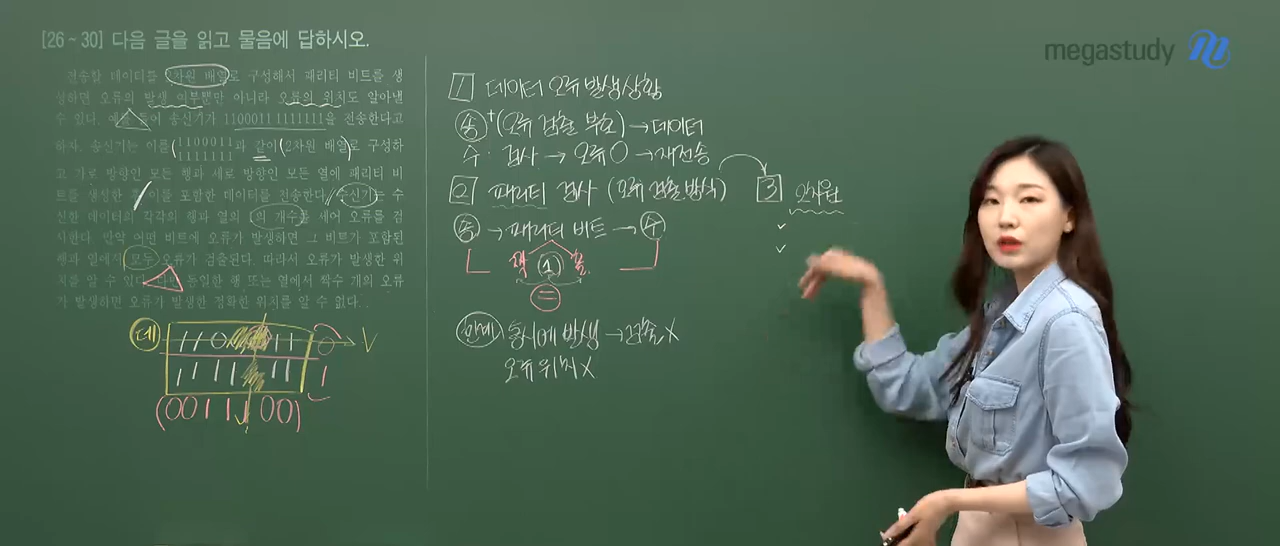 [26~30] 다음 글을 읽고 물음에 답하시오.
megastudy
전송할 데이터를 2차원 배열로 구성해서 패리티 비트를 생
성하면 오류의 발생 여부뿐만 아니라 오류의 위치도 알아낼
수 있다. 예를 들어 송신기가 1100011 1111111을 전송한다고
하자. 송신기는 이를 1100011
1111111 과 같이 2차원 배열로 구성하
고 가로 방향인 모든 행과 세로 방향인 모든 열에 패리티 비
트를 생성한 후 이를 포함한 데이터를 전송한다. 수신기는 수
신한 데이터의 각각의 행과 열의 1의 개수를 세어 오류를 검
사한다. 만약 어떤 비트에 오류가 발생하면 그 비트가 포함된
행과 열에서 모두 오류가 검출된다. 따라서 오류가 발생한 위
치를 알 수 있다. 동일한 행 또는 열에서 짝수 개의 오류
가 발생하면 오류가 발생한 정확한 위치를 알 수 없다.
데
1 1 0 1 1 0 V
1 1 1 1 1 1 1
(0 0 1 1 0 0)
1 데이터 오류 발생 상황
송 +(오류 검출 부호) → 데이터
수 · 검사 → 오류 O → 재전송
2 패리티 검사 (오류 검출 방식)
송 → 패리티 비트 → 수
짝 1 홀
=
한계 동시에 발생 → 검출 X
오류 위치 X
3 2차원